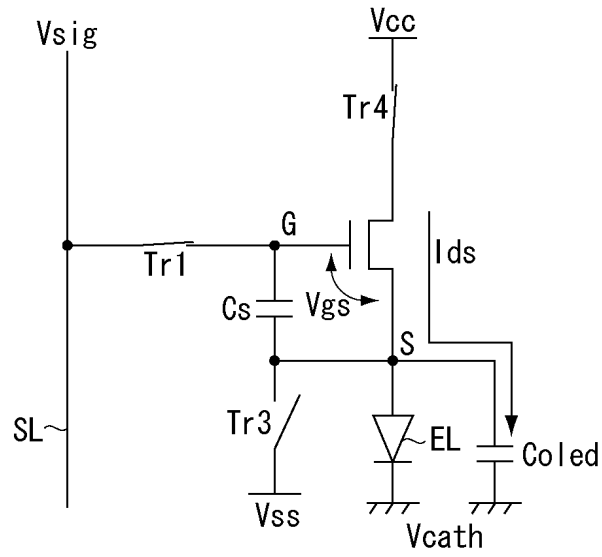 Vsig
Vcc
Tr4
G
Tr1
Ids
Cs
Vgs
S
SL
Tr3
EL
Coled
Vss
Vcath